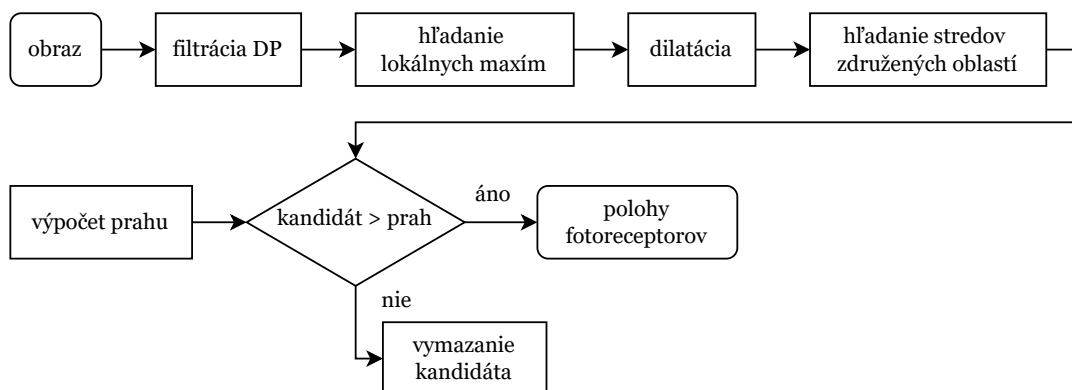 obraz
filtrácia DP
hľadanie
lokálnych maxím
dilatácia
hľadanie stredov
združených oblastí
výpočet prahu
kandidát > prah
áno
polohy
fotoreceptorov
nie
vymazanie
kandidáta